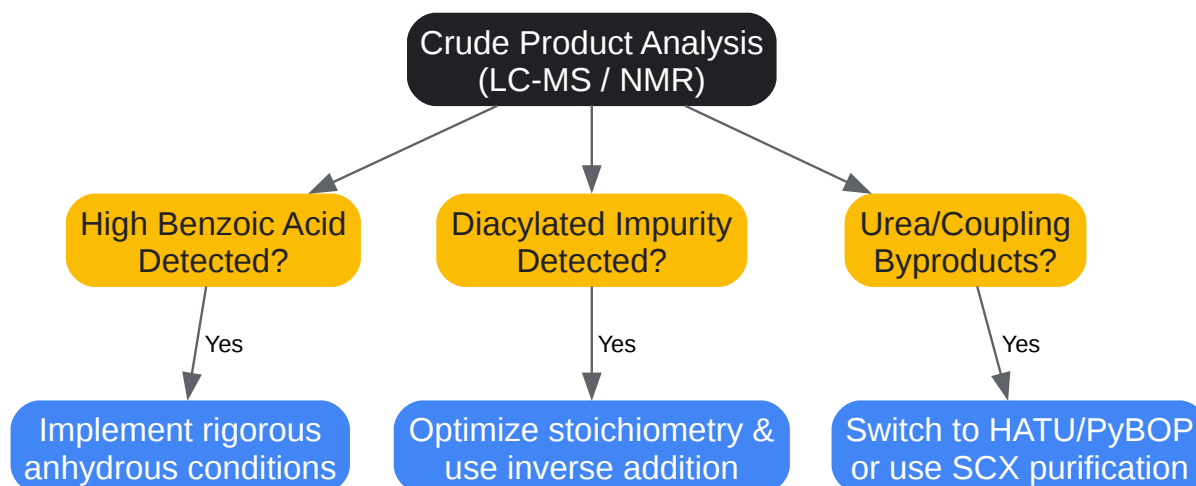 Crude Product Analysis
(LC-MS / NMR)
High Benzoic Acid
Detected?
Diacylated Impurity
Detected?
Urea/Coupling
Byproducts?
Yes
Yes
Yes
Implement rigorous
anhydrous conditions
Optimize stoichiometry &
use inverse addition
Switch to HATU/PyBOP
or use SCX purification